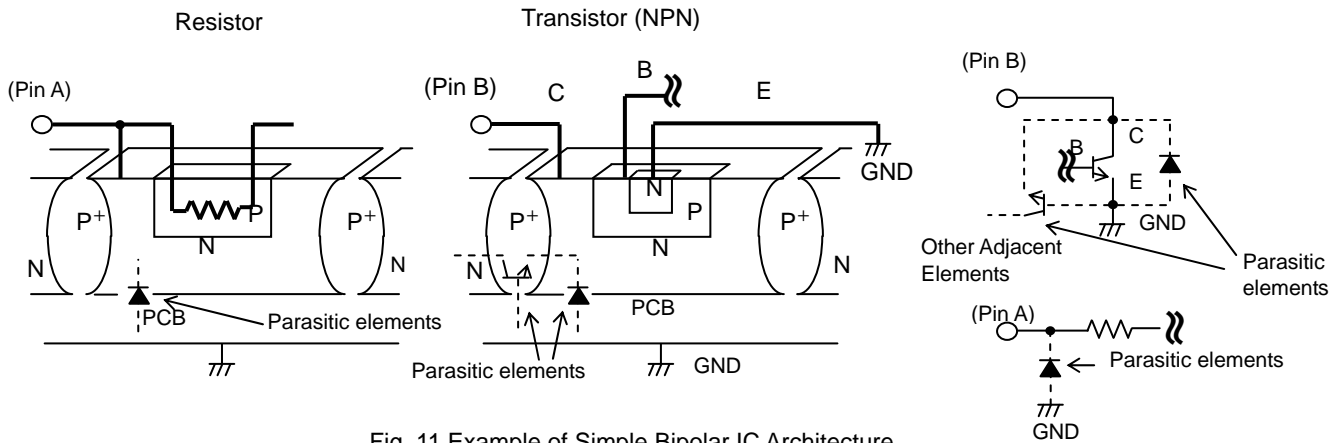 Resistor
Transistor (NPN)
(Pin A)
P+
P+
P
N
N
N
PCB
Parasitic elements
(Pin B)
C
B
E
GND
N
P
P+
P+
N
N
N
PCB
Parasitic elements
GND
(Pin B)
C
B
E
GND
Other Adjacent
Elements
Parasitic
elements
(Pin A)
Parasitic elements
GND
Fig. 11 Example of Simple Bipolar IC Architecture